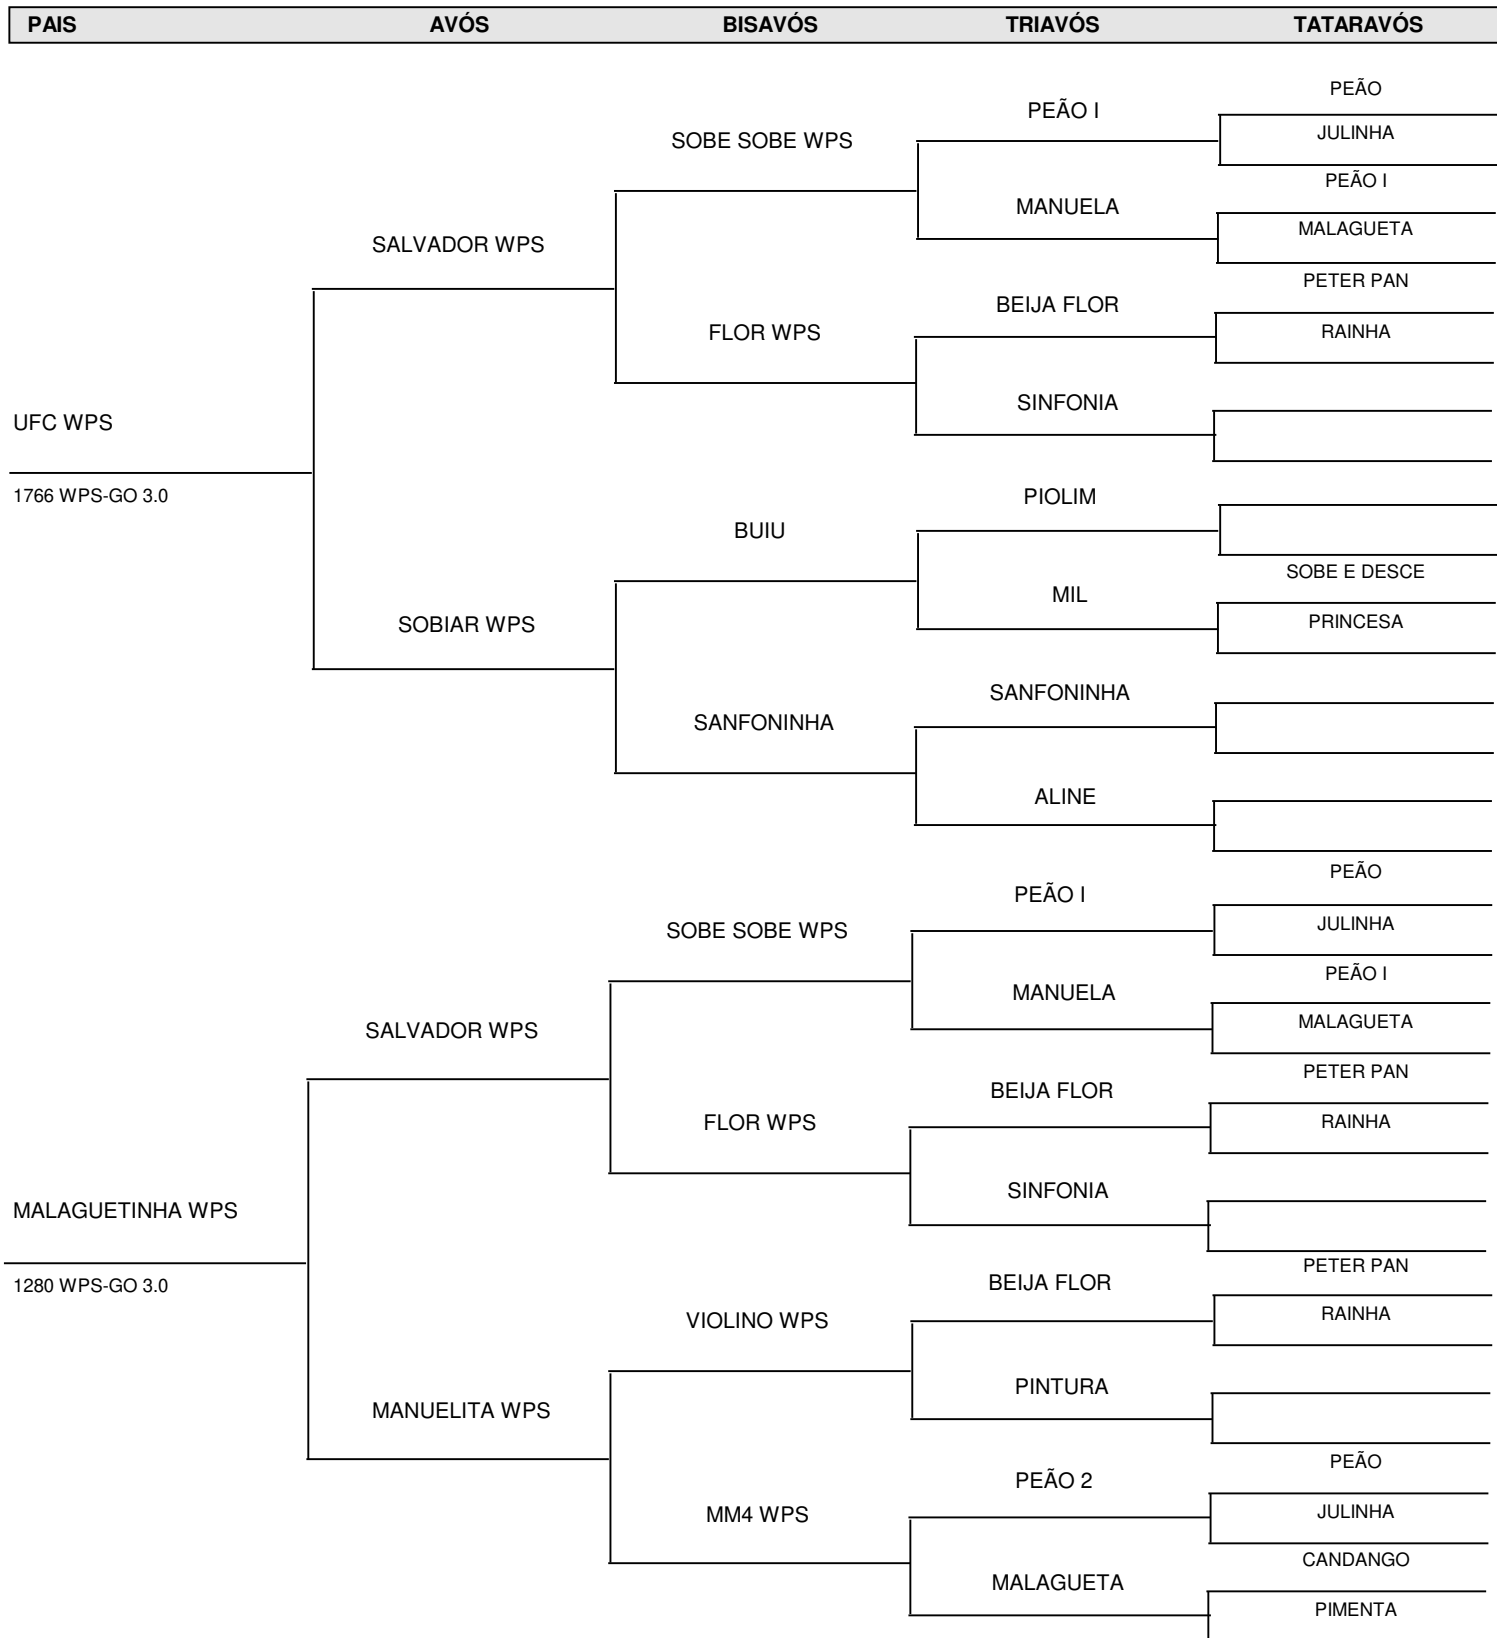 PAIS AVÓS BISAVÓS TRIAVÓS TATARAVÓS
PEÃO
PEÃO I
JULINHA
SOBE SOBE WPS
PEÃO I
MANUELA
MALAGUETA
SALVADOR WPS
PETER PAN
BEIJA FLOR
FLOR WPS
RAINHA
SINFONIA
UFC WPS
1766 WPS-GO 3.0
PIOLIM
BUIU
SOBE E DESCE
MIL
SOBIAR WPS
PRINCESA
SANFONINHA
SANFONINHA
ALINE
PEÃO
PEÃO I
JULINHA
SOBE SOBE WPS
PEÃO I
MANUELA
MALAGUETA
SALVADOR WPS
PETER PAN
BEIJA FLOR
FLOR WPS
RAINHA
SINFONIA
MALAGUETINHA WPS
PETER PAN
1280 WPS-GO 3.0
BEIJA FLOR
RAINHA
VIOLINO WPS
PINTURA
MANUELITA WPS
PEÃO
PEÃO 2
JULINHA
MM4 WPS
CANDANGO
MALAGUETA
PIMENTA